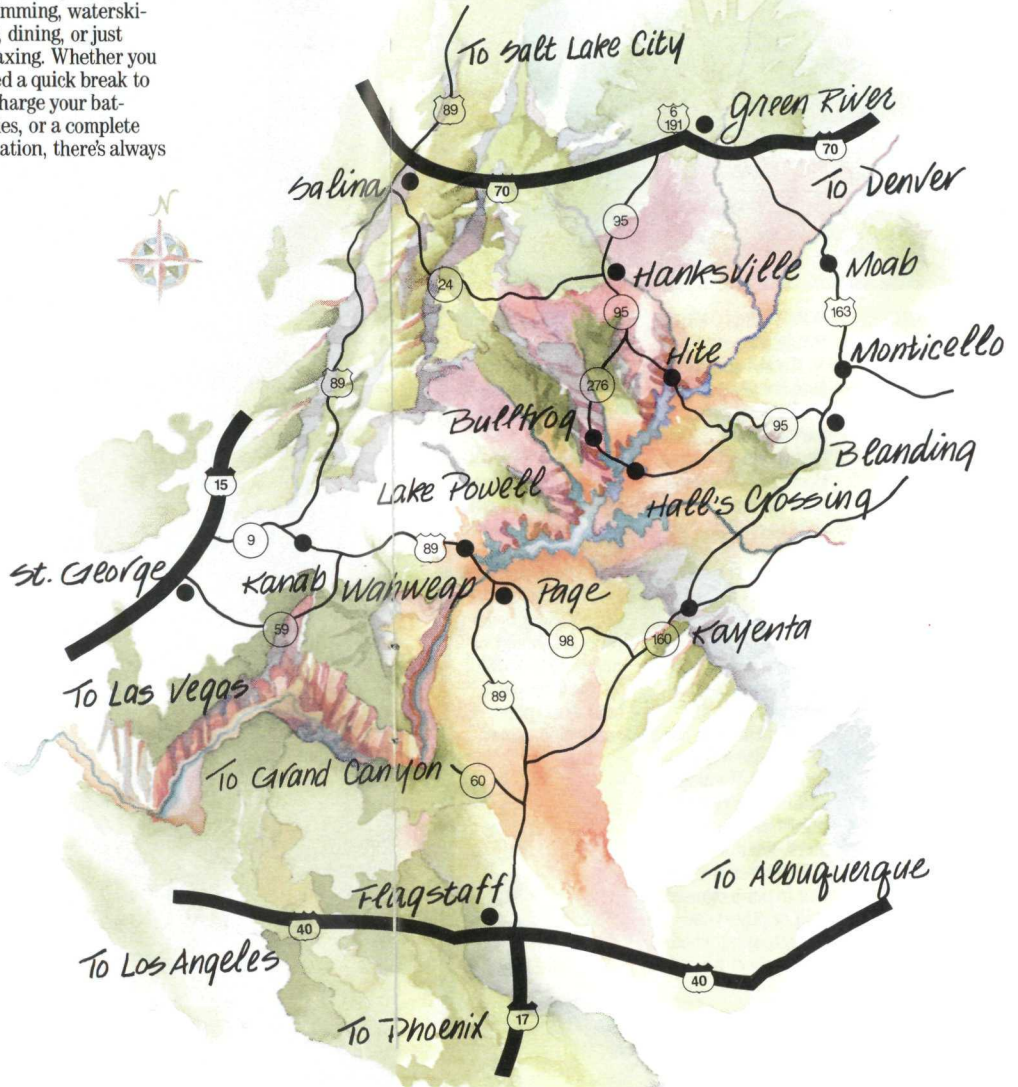 mming, waterski-
, dining, or just
axing. Whether you
ed a quick break to
harge your bat-
es, or a complete
ation, there's always
To Salt Lake City
89
6
191
Green River
70
Salina
70
To Denver
N
95
Hanksville
Moab
24
95
163
Hite
Monticello
89
276
Bullfrog
95
Blanding
15
Lake Powell
Hall's Crossing
9
89
St. George
Kanab
Wahweap
Page
59
98
160
Kayenta
To Las Vegas
89
To Grand Canyon
60
To Albuquerque
Flagstaff
40
To Los Angeles
40
To Phoenix
17